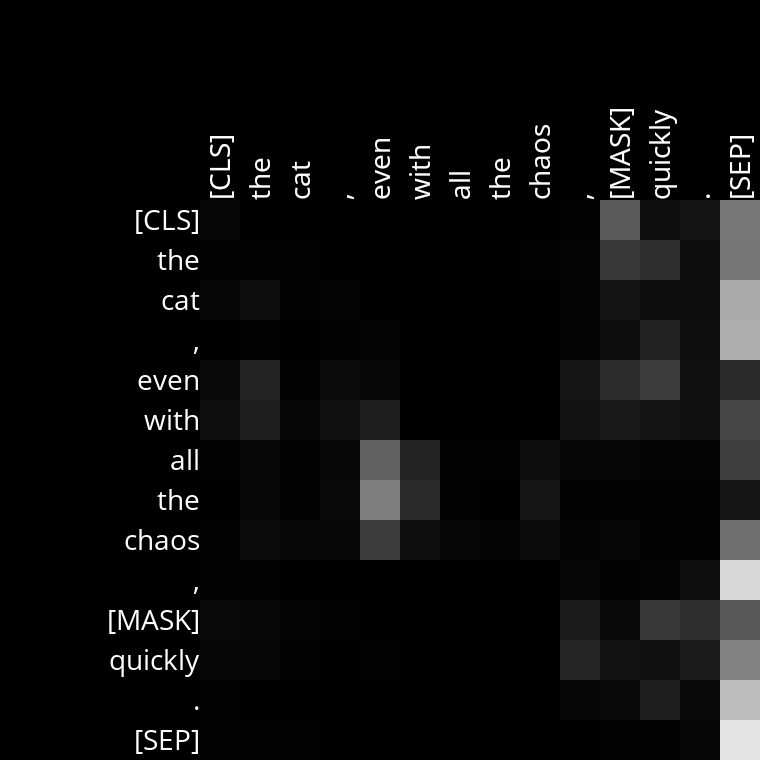 [CLS] the cat , even with all the chaos , [MASK] quickly . [SEP]
[CLS]
the
cat
,
even
with
all
the
chaos
,
[MASK]
quickly
.
[SEP]